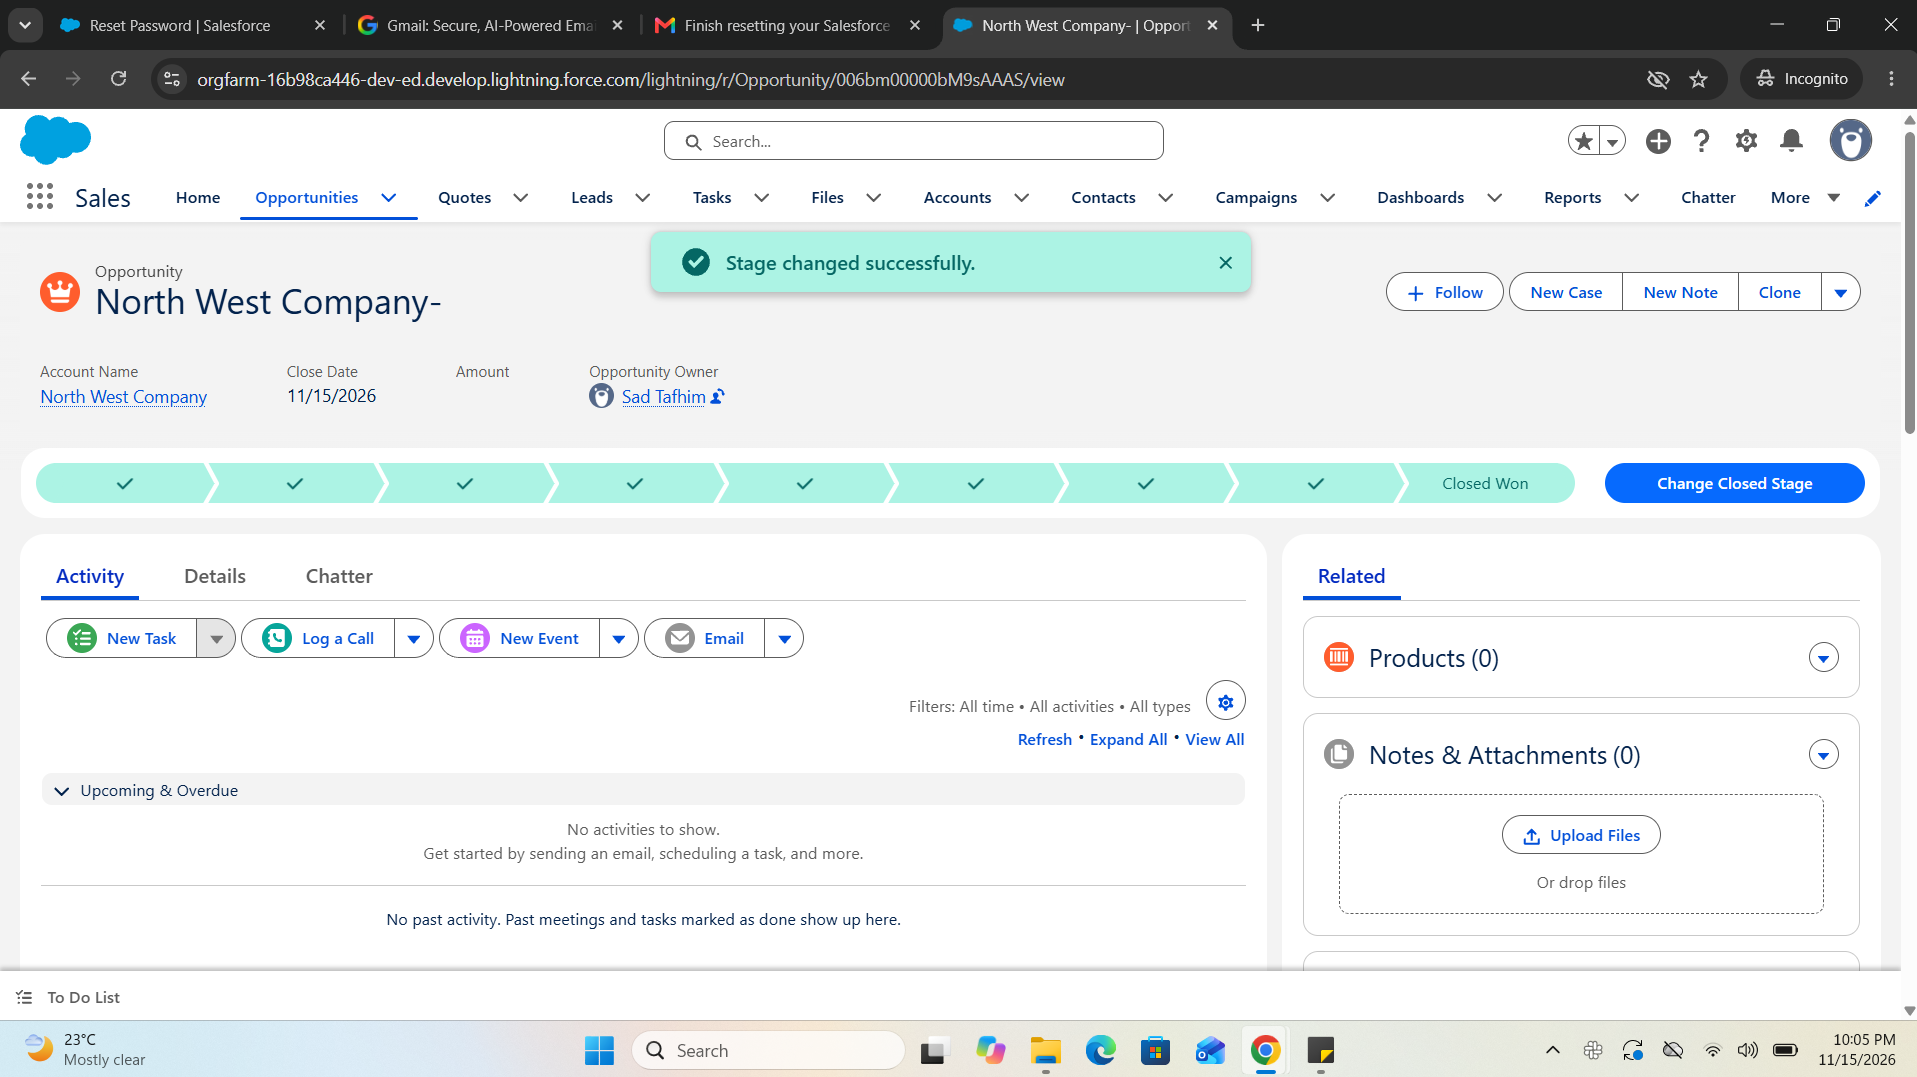 Reset Password | Salesforce
Gmail: Secure, AI-Powered Emai
Finish resetting your Salesforce
North West Company- | Opport
orgfarm-16b98ca446-dev-ed.develop.lightning.force.com/lightning/r/Opportunity/006bm00000bM9sAAAS/view
Incognito
Search...
Sales
Home
Opportunities
Quotes
Leads
Tasks
Files
Accounts
Contacts
Campaigns
Dashboards
Reports
Chatter
More
Stage changed successfully.
Opportunity
North West Company-
Follow
New Case
New Note
Clone
Account Name
North West Company
Close Date
11/15/2026
Amount
Opportunity Owner
Sad Tafhim
Closed Won
Change Closed Stage
Activity
Details
Chatter
New Task
Log a Call
New Event
Email
Filters: All time • All activities • All types
Refresh • Expand All • View All
Upcoming & Overdue
No activities to show.
Get started by sending an email, scheduling a task, and more.
No past activity. Past meetings and tasks marked as done show up here.
Related
Products (0)
Notes & Attachments (0)
Upload Files
Or drop files
To Do List
23°C
Mostly clear
Search
10:05 PM
11/15/2026